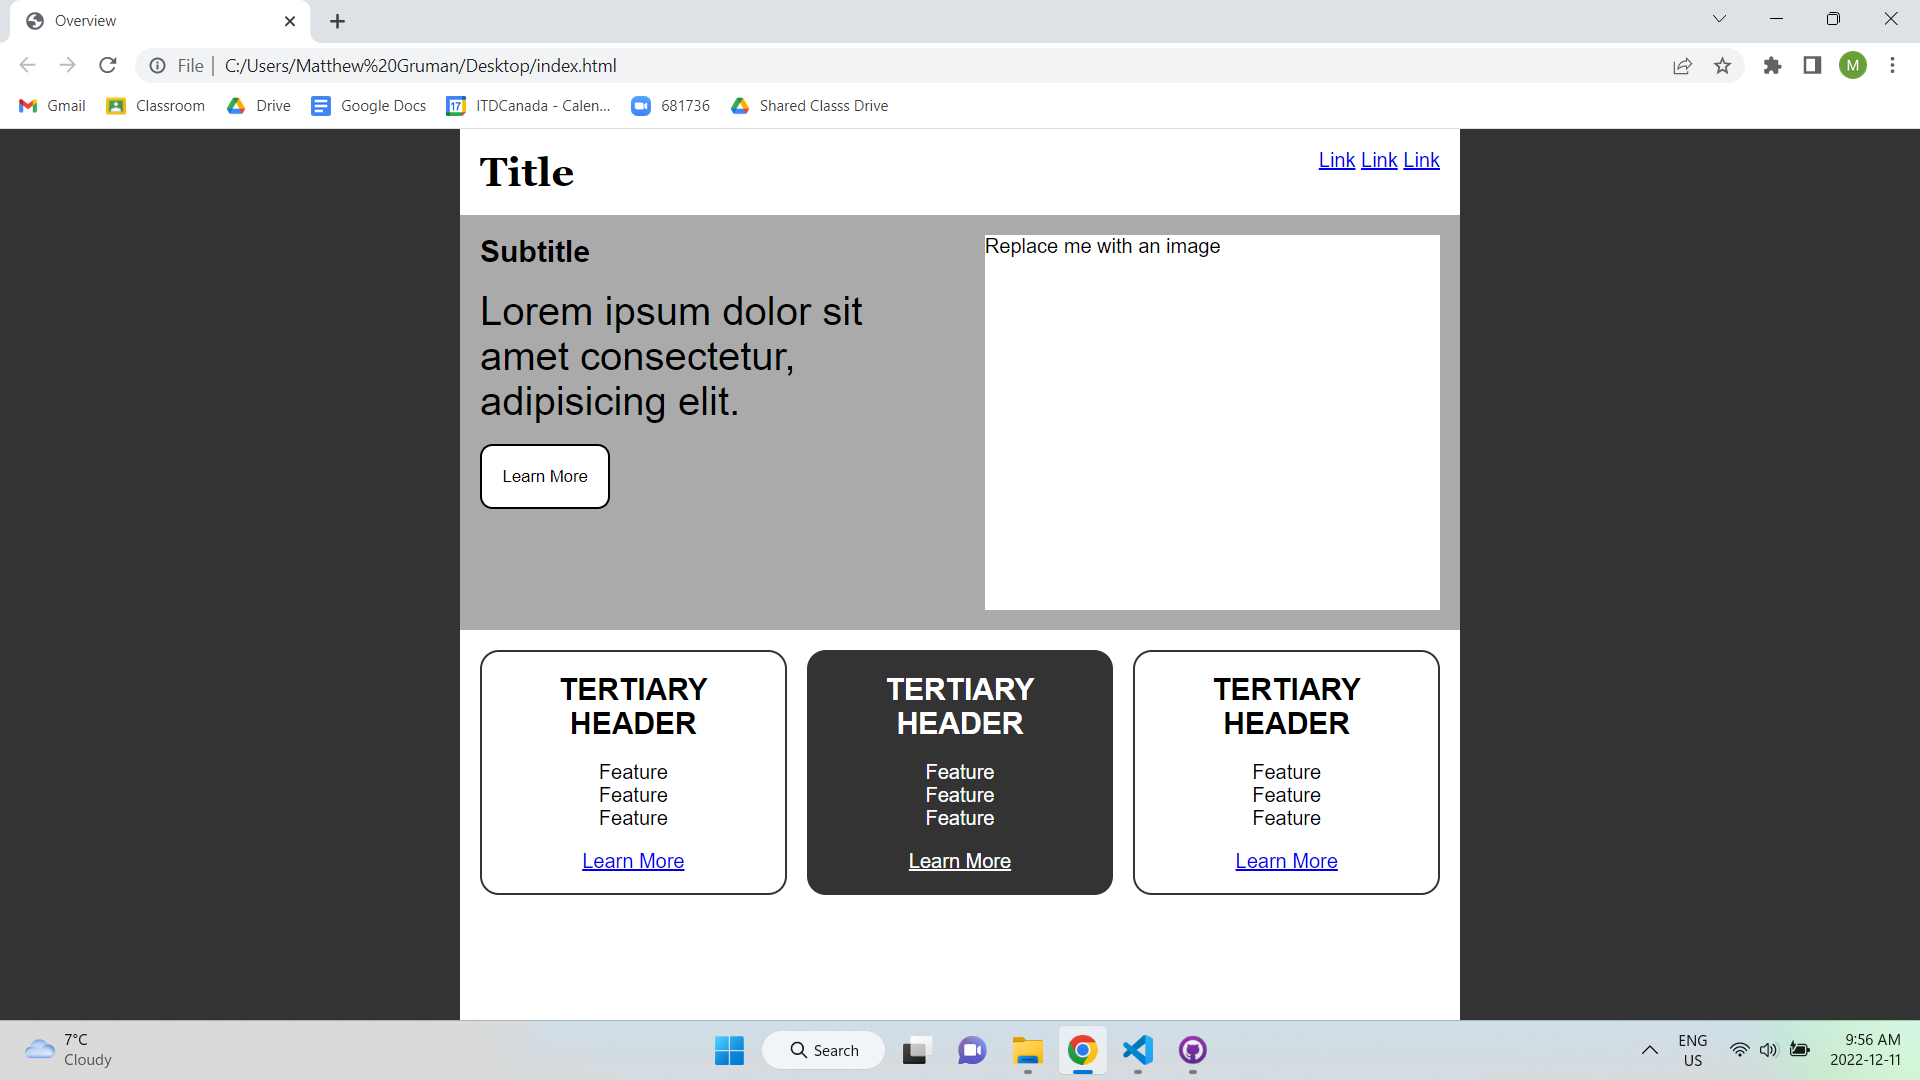 Overview
File | C:/Users/Matthew%20Gruman/Desktop/index.html
M
Gmail Classroom Drive Google Docs 17 ITDCanada - Calen... 681736 Shared Classs Drive
Title
Link Link Link
Subtitle
Replace me with an image
Lorem ipsum dolor sit
amet consectetur,
adipisicing elit.
Learn More
TERTIARY
HEADER
Feature
Feature
Feature
Learn More
TERTIARY
HEADER
Feature
Feature
Feature
Learn More
TERTIARY
HEADER
Feature
Feature
Feature
Learn More
7°C
Cloudy
Search
ENG
US
9:56 AM
2022-12-11